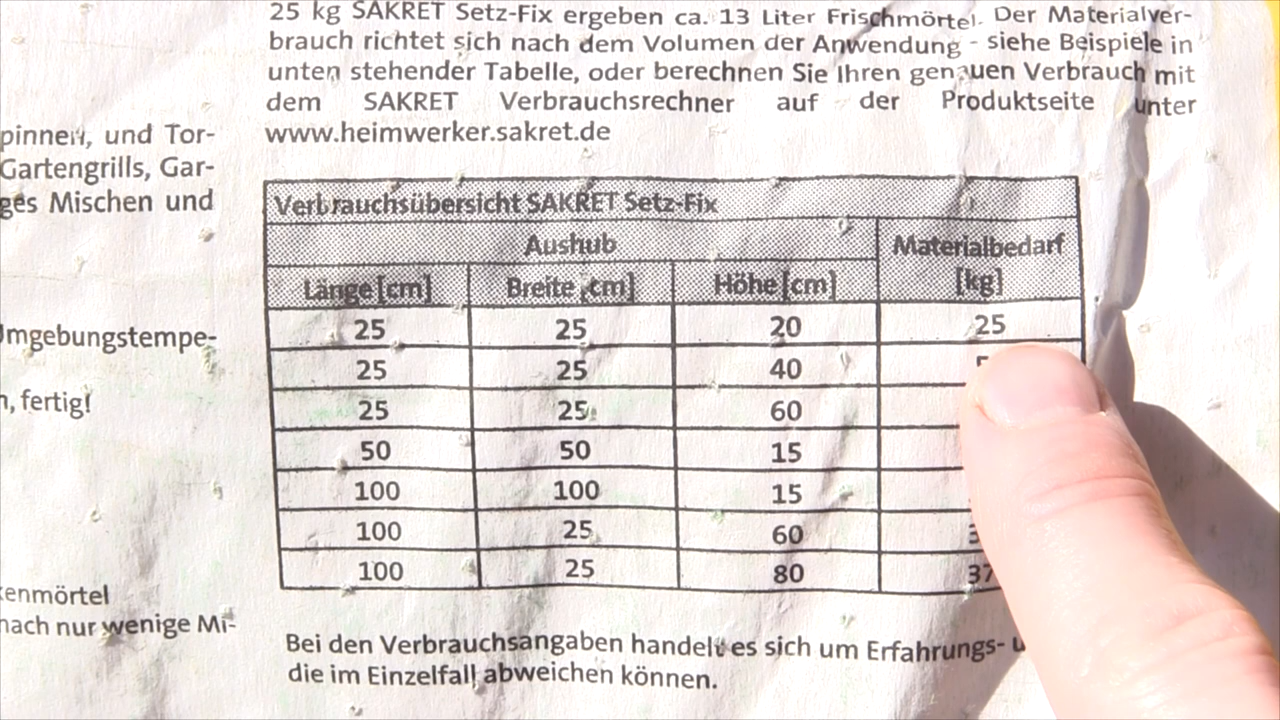 25 kg SAKRET Setz-Fix ergeben ca. 13 Liter Frischmörtel. Der Materialver-
brauch richtet sich nach dem Volumen der Anwendung - siehe Beispiele in
unten stehender Tabelle, oder berechnen Sie Ihren genauen Verbrauch mit
dem SAKRET Verbrauchsrechner auf der Produktseite unter
www.heimwerker.sakret.de
und Tor-
Gartengrills, Gar-
Mischen und
fertig!
nach nur wenige Mi-
Verbrauchsübersicht SAKRET Setz-Fix
Aushub Materialbedarf
Länge [cm] Breite [cm] Höhe [cm] [kg]
25 25 20 25
25 25 40
25 25 60
50 50 15
100 100 15
100 25 60
100 25 80
Bei den Verbrauchsangaben handelt es sich um Erfahrungs-
die im Einzelfall abweichen können.